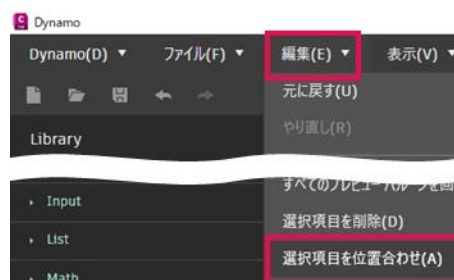 Dynamo
Dynamo(D) ▼ ファイル(F) ▼ 編集(E) ▼ 表示(V) ▼
元に戻す(U)
やり直し(R)
Library
Input
選択項目を削除(D)
List
選択項目を位置合わせ(A)
Math